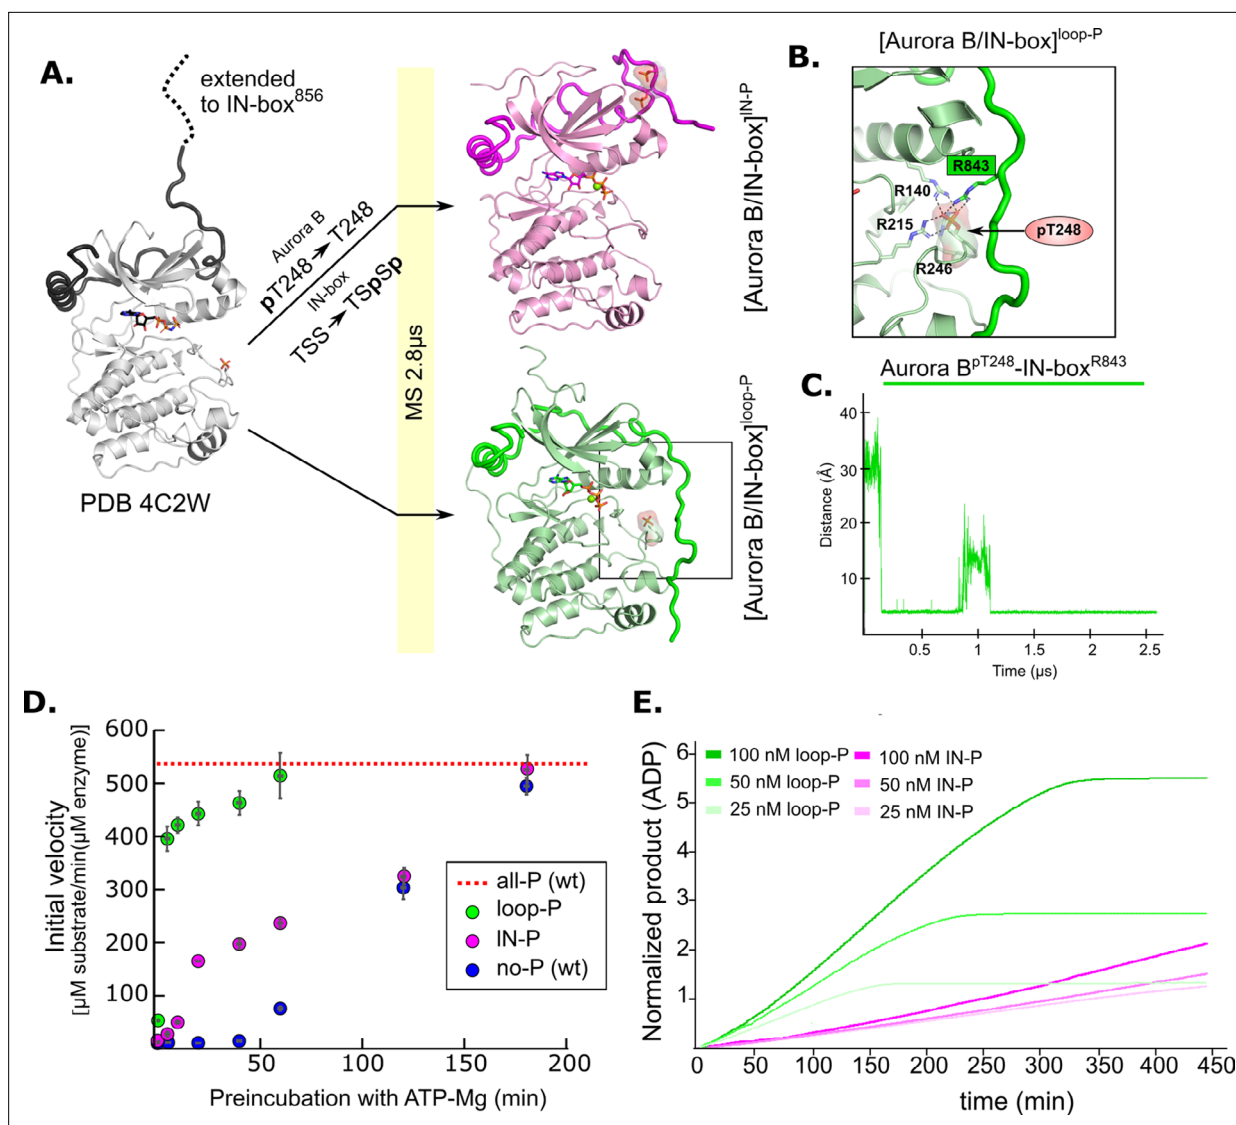 A.
extended
to IN-box856
Aurora B
pT248 → T248
IN-box
TSS → TSpSp
PDB 4C2W
MS 2.8µs
[Aurora B/IN-box]IN-P
[Aurora B/IN-box]loop-P
B.
[Aurora B/IN-box]loop-P
R843
R140
R215
pT248
R246
C.
Aurora BpT248-IN-boxR843
40
30
20
10
0
Distance (Å)
0.5
1
1.5
2
2.5
Time (µs)
D.
600
500
400
300
200
100
Initial velocity
[µM substrate/min(µM enzyme)]
all-P (wt)
loop-P
IN-P
no-P (wt)
50
100
150
200
Preincubation with ATP-Mg (min)
E.
Normalized product (ADP)
6
5
4
3
2
1
100 nM loop-P
50 nM loop-P
25 nM loop-P
100 nM IN-P
50 nM IN-P
25 nM IN-P
50
100
150
200
250
300
350
400
450
time (min)